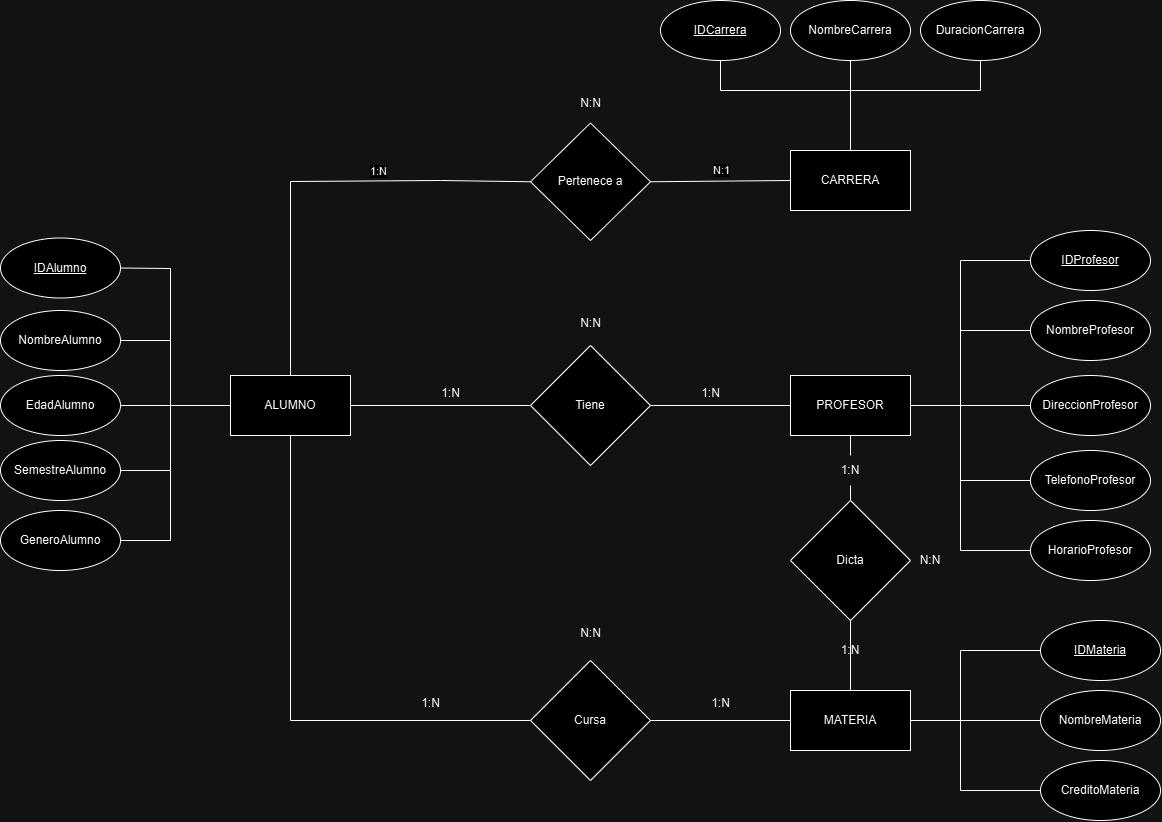 IDCarrera
NombreCarrera
DuracionCarrera
N:N
1:N
Pertenece a
N:1
CARRERA
IDAlumno
NombreAlumno
EdadAlumno
SemestreAlumno
GeneroAlumno
ALUMNO
N:N
1:N
Tiene
1:N
PROFESOR
IDProfesor
NombreProfesor
DireccionProfesor
TelefonoProfesor
HorarioProfesor
1:N
Dicta
N:N
1:N
N:N
1:N
Cursa
1:N
MATERIA
IDMateria
NombreMateria
CreditoMateria